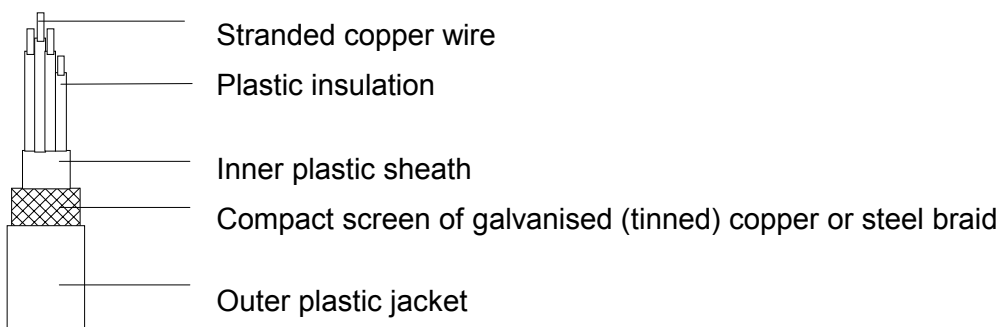 Stranded copper wire
Plastic insulation
Inner plastic sheath
Compact screen of galvanised (tinned) copper or steel braid
Outer plastic jacket